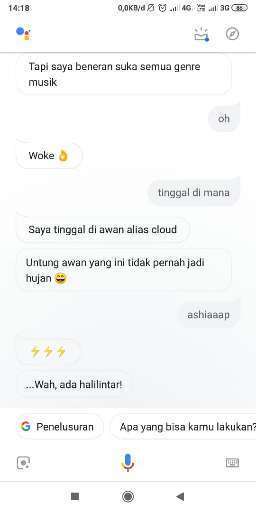 14:18
0,0KB/d 4G 3G 85
Tapi saya beneran suka semua genre
musik
oh
Woke 👌
tinggal di mana
Saya tinggal di awan alias cloud
Untung awan yang ini tidak pernah jadi
hujan 😄
ashiaaap
⚡⚡⚡
...Wah, ada halilintar!
G Penelusuran
Apa yang bisa kamu lakukan?